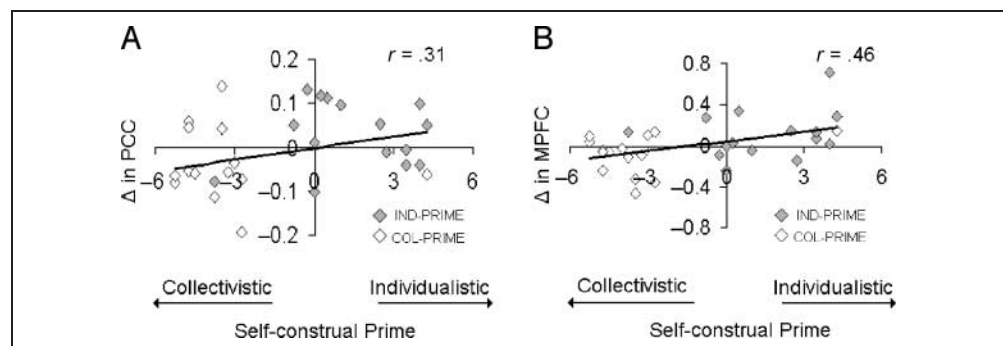 A
B
r = .31
r = .46
Δ in PCC
0.2
0.1
0
–0.1
–0.2
–6
–3
0
3
6
IND-PRIME
COL-PRIME
Δ in MPFC
0.8
0.4
0
–0.4
–0.8
–6
–3
0
3
6
IND-PRIME
COL-PRIME
Collectivistic
Individualistic
Self-construal Prime
Collectivistic
Individualistic
Self-construal Prime